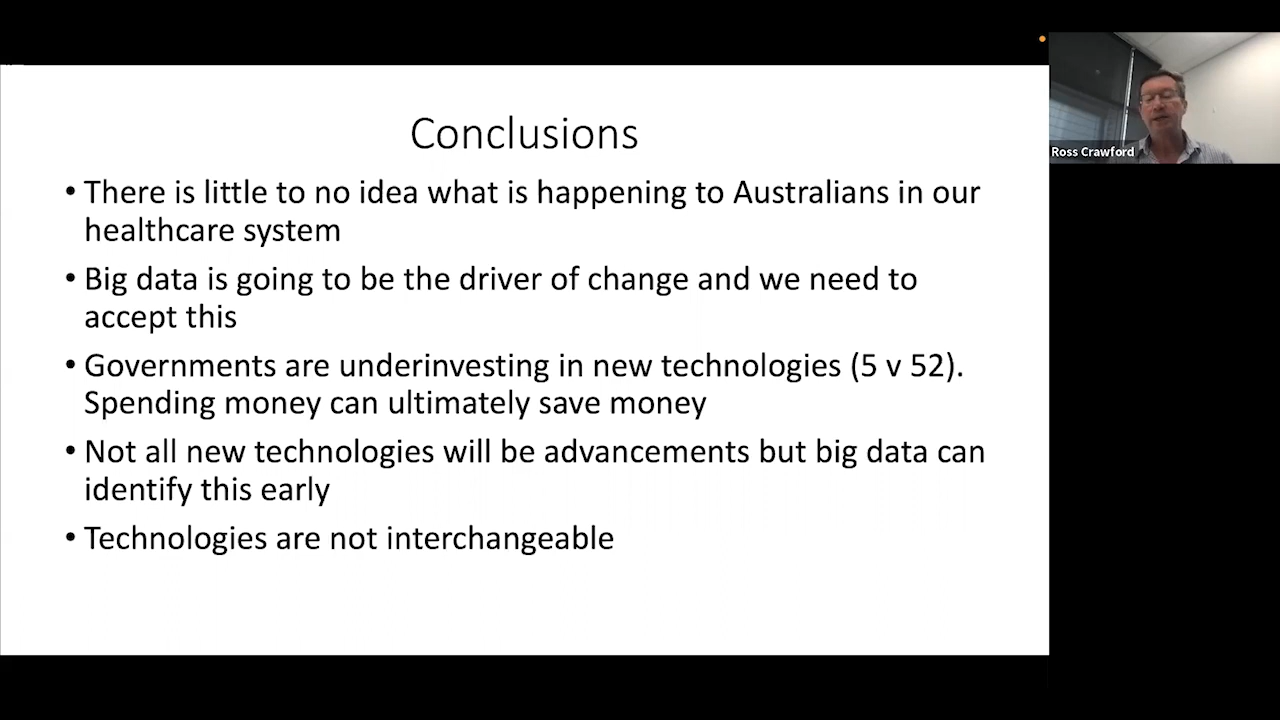 Conclusions
• There is little to no idea what is happening to Australians in our
healthcare system
• Big data is going to be the driver of change and we need to
accept this
• Governments are underinvesting in new technologies (5 v 52).
Spending money can ultimately save money
• Not all new technologies will be advancements but big data can
identify this early
• Technologies are not interchangeable
Ross Crawford